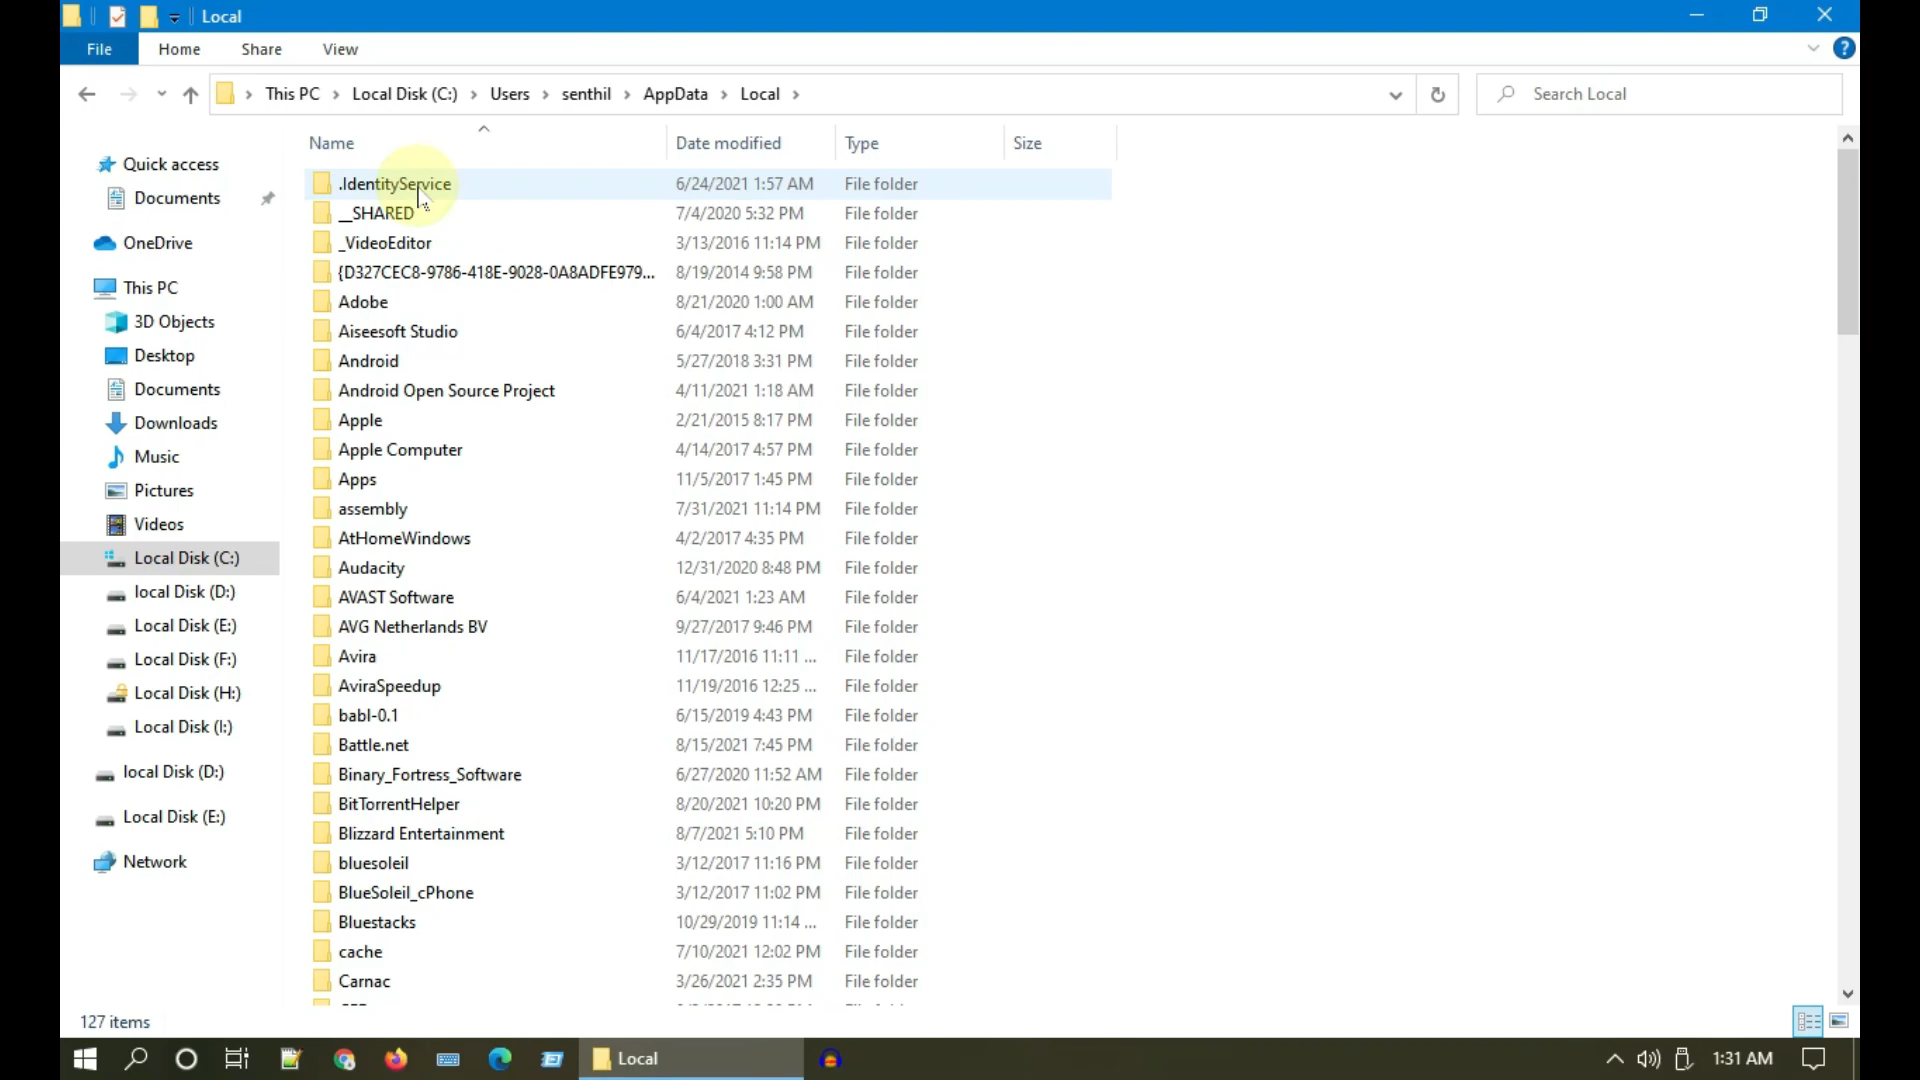 Local
File Home Share View
This PC Local Disk (C:) Users senthil AppData Local
Search Local
Name Date modified Type Size
Quick access
Documents
OneDrive
This PC
3D Objects
Desktop
Documents
Downloads
Music
Pictures
Videos
Local Disk (C:)
local Disk (D:)
Local Disk (E:)
Local Disk (F:)
Local Disk (H:)
Local Disk (I:)
local Disk (D:)
Local Disk (E:)
Network
.IdentityService 6/24/2021 1:57 AM File folder
__SHARED 7/4/2020 5:32 PM File folder
_VideoEditor 3/13/2016 11:14 PM File folder
{D327CEC8-9786-418E-9028-0A8ADFE979... 8/19/2014 9:58 PM File folder
Adobe 8/21/2020 1:00 AM File folder
Aiseesoft Studio 6/4/2017 4:12 PM File folder
Android 5/27/2018 3:31 PM File folder
Android Open Source Project 4/11/2021 1:18 AM File folder
Apple 2/21/2015 8:17 PM File folder
Apple Computer 4/14/2017 4:57 PM File folder
Apps 11/5/2017 1:45 PM File folder
assembly 7/31/2021 11:14 PM File folder
AtHomeWindows 4/2/2017 4:35 PM File folder
Audacity 12/31/2020 8:48 PM File folder
AVAST Software 6/4/2021 1:23 AM File folder
AVG Netherlands BV 9/27/2017 9:46 PM File folder
Avira 11/17/2016 11:11 ... File folder
AviraSpeedup 11/19/2016 12:25 ... File folder
babl-0.1 6/15/2019 4:43 PM File folder
Battle.net 8/15/2021 7:45 PM File folder
Binary_Fortress_Software 6/27/2020 11:52 AM File folder
BitTorrentHelper 8/20/2021 10:20 PM File folder
Blizzard Entertainment 8/7/2021 5:10 PM File folder
bluesoleil 3/12/2017 11:16 PM File folder
BlueSoleil_cPhone 3/12/2017 11:02 PM File folder
Bluestacks 10/29/2019 11:14 ... File folder
cache 7/10/2021 12:02 PM File folder
Carnac 3/26/2021 2:35 PM File folder
127 items
Local
1:31 AM